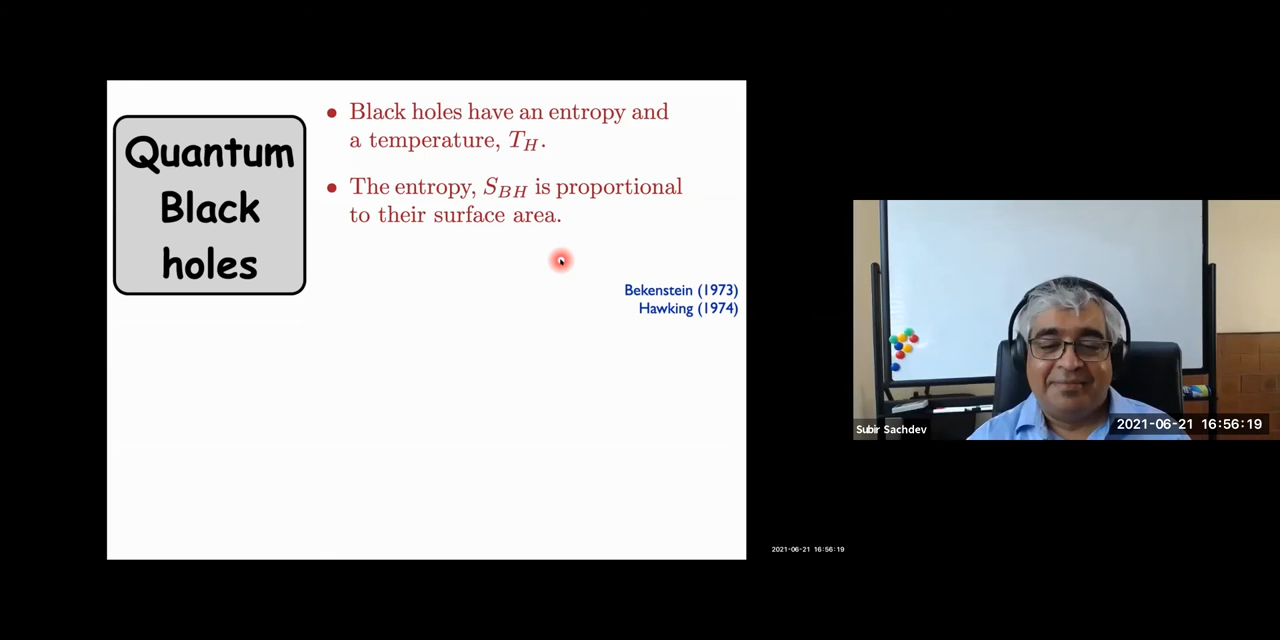 Quantum
Black
holes
• Black holes have an entropy and
a temperature, T_H.
• The entropy, S_BH is proportional
to their surface area.
Bekenstein (1973)
Hawking (1974)
Subir Sachdev
2021-06-21 16:56:19
2021-06-21 16:56:19